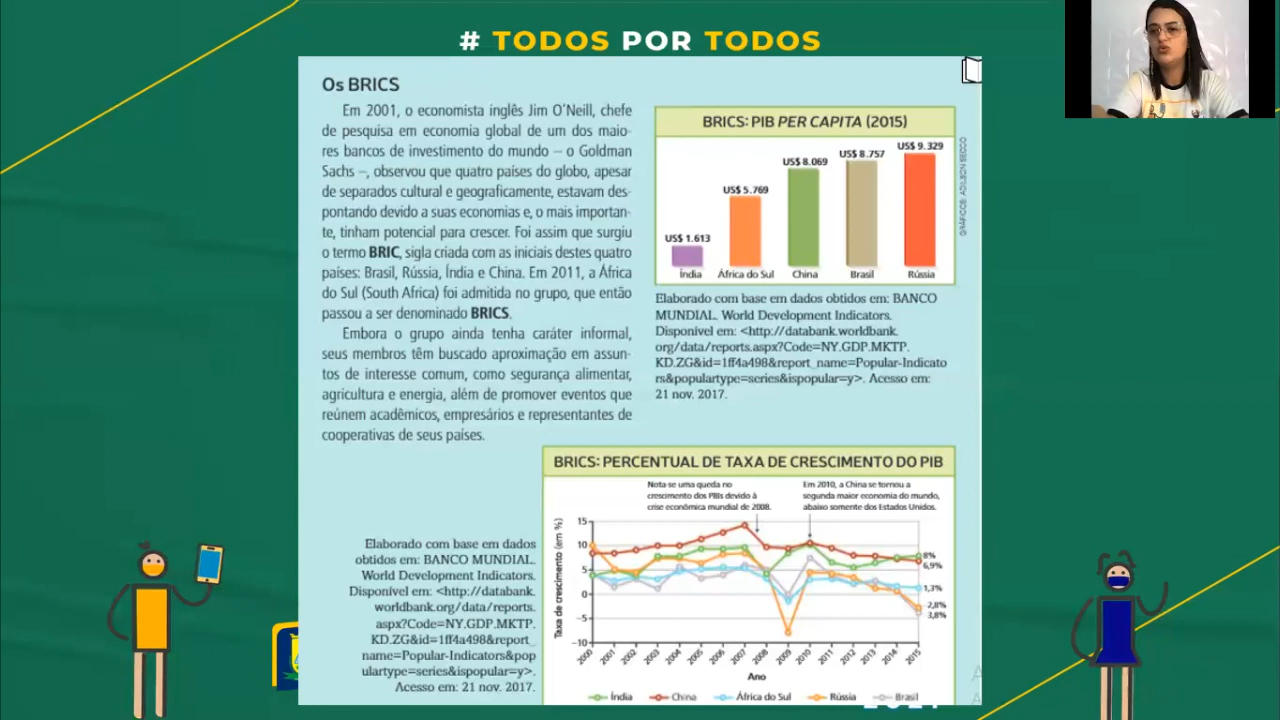 # TODOS POR TODOS
Os BRICS
Em 2001, o economista inglês Jim O'Neill, chefe
de pesquisa em economia global de um dos maio-
res bancos de investimento do mundo – o Goldman
Sachs –, observou que quatro países do globo, apesar
de separados cultural e geograficamente, estavam des-
pontando devido a suas economias e, o mais importan-
te, tinham potencial para crescer. Foi assim que surgiu
o termo BRIC, sigla criada com as iniciais destes quatro
países: Brasil, Rússia, Índia e China. Em 2011, a África
do Sul (South Africa) foi admitida no grupo, que então
passou a ser denominado BRICS.
Embora o grupo ainda tenha caráter informal,
seus membros têm buscado aproximação em assun-
tos de interesse comum, como segurança alimentar,
agricultura e energia, além de promover eventos que
reúnem acadêmicos, empresários e representantes de
cooperativas de seus países.
BRICS: PIB PER CAPITA (2015)
US$ 1.613
US$ 5.769
US$ 8.069
US$ 8.757
US$ 9.329
Índia
África do Sul
China
Brasil
Rússia
GRÁFICOS: ADILSON SECCO
Elaborado com base em dados obtidos em: BANCO
MUNDIAL. World Development Indicators.
Disponível em: <http://databank.worldbank.
org/data/reports.aspx?Code=NY.GDP.MKTP.
KD.ZG&id=1ff4a498&report_name=Popular-Indicato
rs&populartype=series&ispopular=y>. Acesso em:
21 nov. 2017.
BRICS: PERCENTUAL DE TAXA DE CRESCIMENTO DO PIB
Nota-se uma queda no
crescimento dos PIBs devido à
crise econômica mundial de 2008.
Em 2010, a China se tornou a
segunda maior economia do mundo,
abaixo somente dos Estados Unidos.
Taxa de crescimento (em %)
15
10
5
0
–5
–10
8%
6,9%
1,3%
-2,8%
3,8%
2000
2001
2002
2003
2004
2005
2006
2007
2008
2009
2010
2011
2012
2013
2014
2015
Ano
Índia
China
África do Sul
Rússia
Brasil
Elaborado com base em dados
obtidos em: BANCO MUNDIAL.
World Development Indicators.
Disponível em: <http://databank.
worldbank.org/data/reports.
aspx?Code=NY.GDP.MKTP.
KD.ZG&id=1ff4a498&report_
name=Popular-Indicators&pop
ulartype=series&ispopular=y>.
Acesso em: 21 nov. 2017.